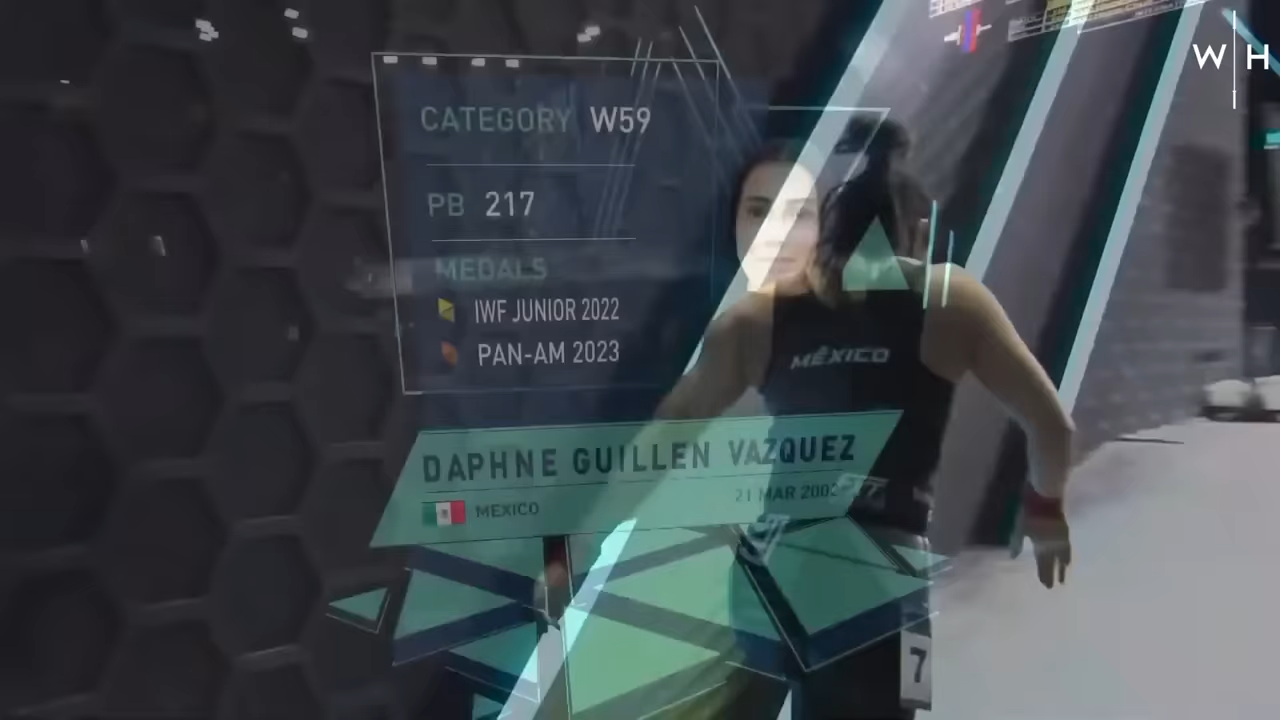 W H
CATEGORY W59
PB 217
MEDALS
IWF JUNIOR 2022
PAN-AM 2023
MÉXICO
DAPHNE GUILLEN VAZQUEZ
21 MAR 2002
MEXICO
7